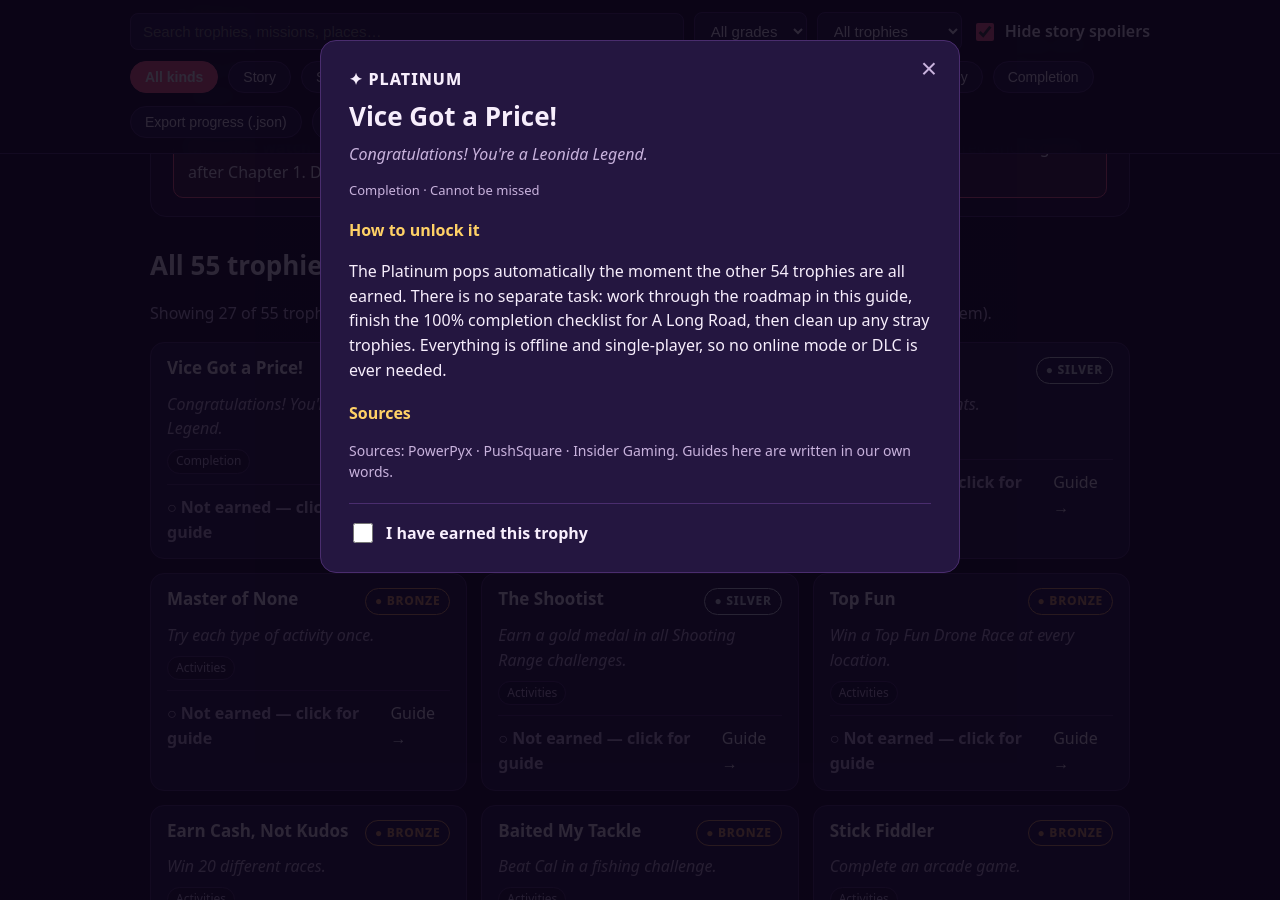 Search trophies, missions, places…
All grades
All trophies
Hide story spoilers
All kinds
Story
Completion
Export progress (.json)
after Chapter 1. D
All 55 trophie
Showing 27 of 55 troph
em).
✦ PLATINUM
✕
Vice Got a Price!
Congratulations! You're a Leonida Legend.
Completion · Cannot be missed
How to unlock it
The Platinum pops automatically the moment the other 54 trophies are all
earned. There is no separate task: work through the roadmap in this guide,
finish the 100% completion checklist for A Long Road, then clean up any stray
trophies. Everything is offline and single-player, so no online mode or DLC is
ever needed.
Sources
Sources: PowerPyx · PushSquare · Insider Gaming. Guides here are written in our own
words.
I have earned this trophy
Vice Got a Price!
Congratulations! You'
Legend.
Completion
○ Not earned — clic
guide
● SILVER
nts.
click for
Guide
→
Master of None
● BRONZE
Try each type of activity once.
Activities
○ Not earned — click for
guide
Guide
→
The Shootist
● SILVER
Earn a gold medal in all Shooting
Range challenges.
Activities
○ Not earned — click for
guide
Guide
→
Top Fun
● BRONZE
Win a Top Fun Drone Race at every
location.
Activities
○ Not earned — click for
guide
Guide
→
Earn Cash, Not Kudos
● BRONZE
Win 20 different races.
Activities
Baited My Tackle
● BRONZE
Beat Cal in a fishing challenge.
Activities
Stick Fiddler
● BRONZE
Complete an arcade game.
Activities